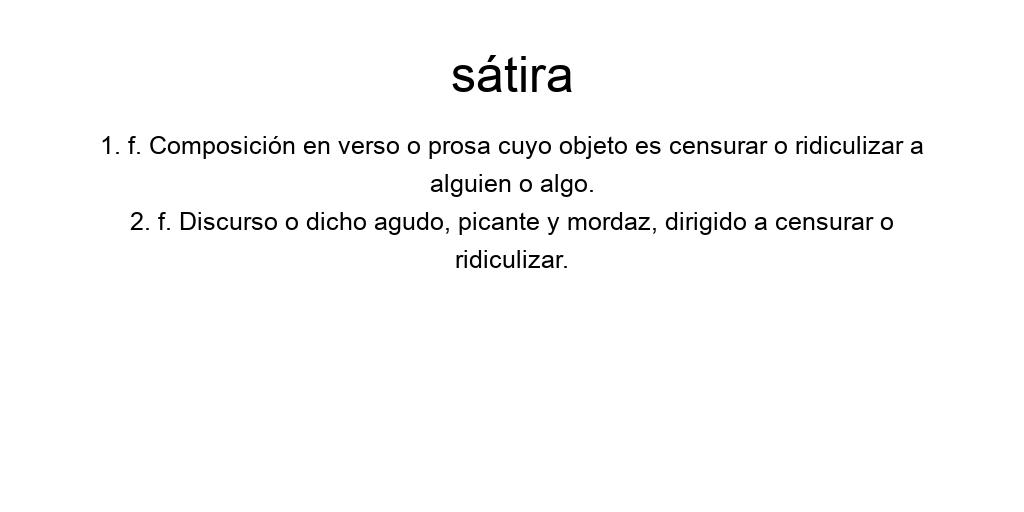 sátira
1. f. Composición en verso o prosa cuyo objeto es censurar o ridiculizar a
alguien o algo.
2. f. Discurso o dicho agudo, picante y mordaz, dirigido a censurar o
ridiculizar.